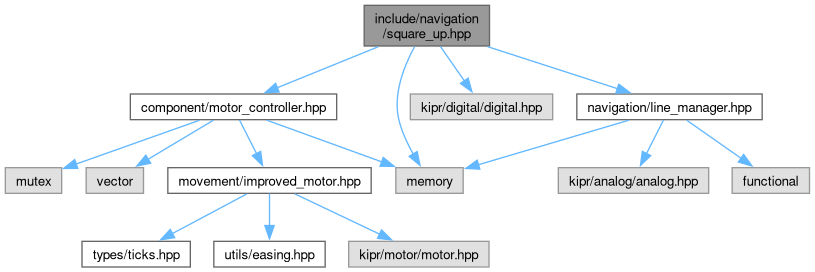 include/navigation
/square_up.hpp
component/motor_controller.hpp
kipr/digital/digital.hpp
navigation/line_manager.hpp
mutex
vector
movement/improved_motor.hpp
memory
kipr/analog/analog.hpp
functional
types/ticks.hpp
utils/easing.hpp
kipr/motor/motor.hpp